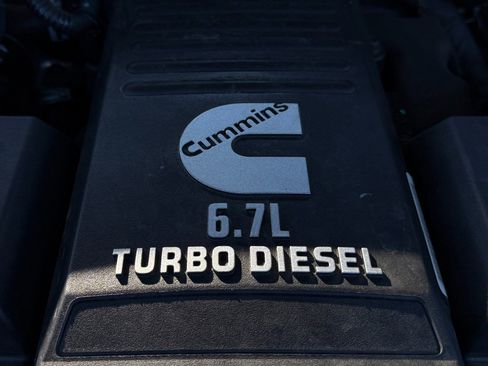 Cummins
6.7L
TURBO DIESEL